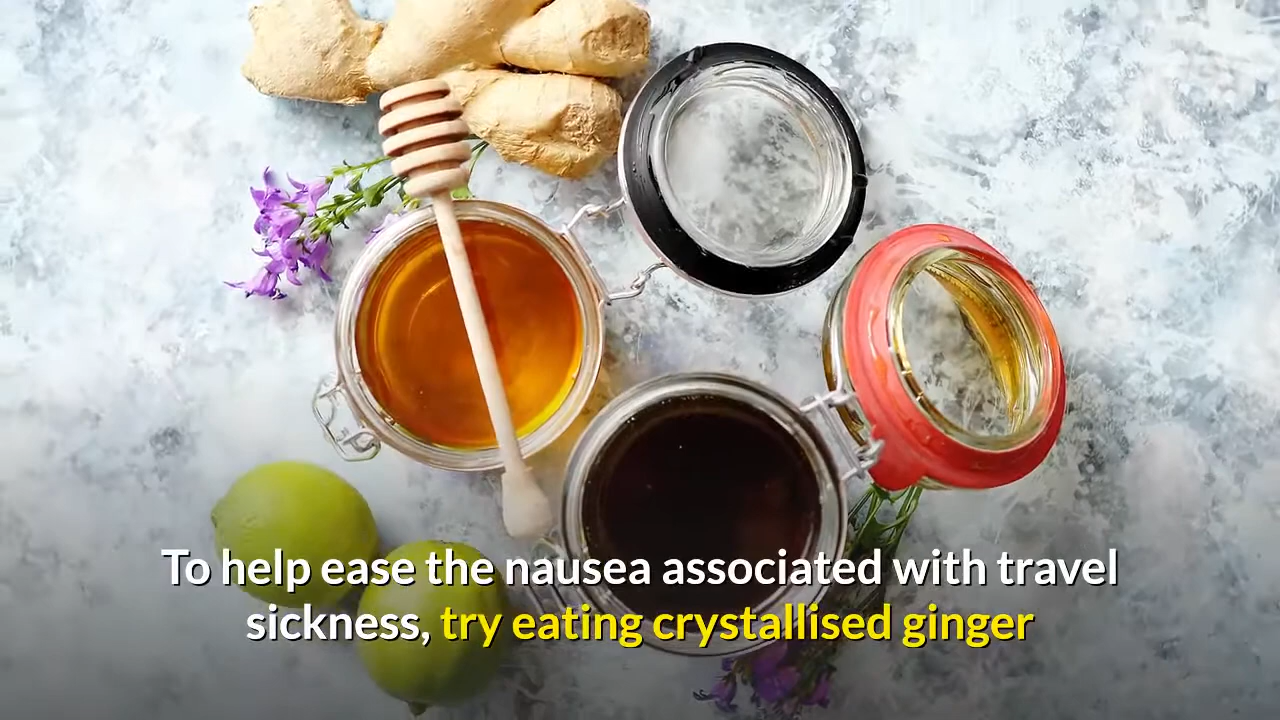 To help ease the nausea associated with travel
sickness, try eating crystallised ginger